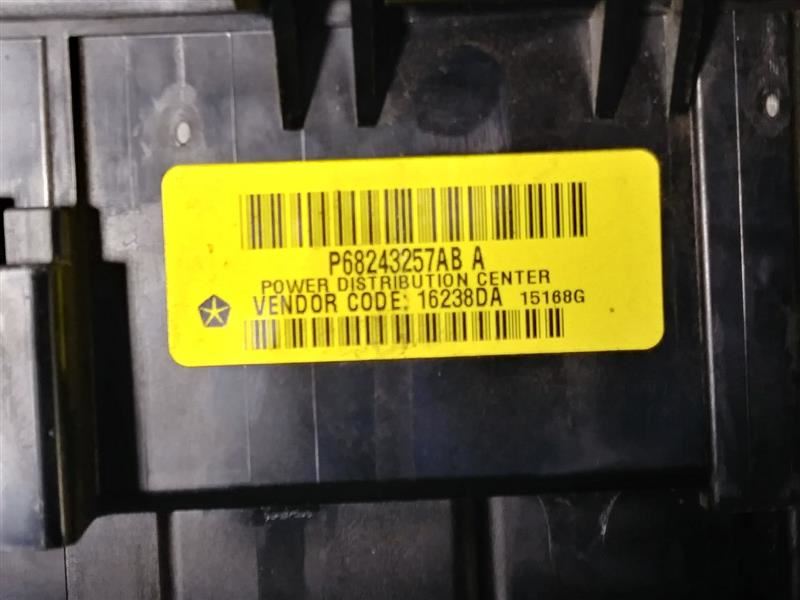 P68243257AB A
POWER DISTRIBUTION CENTER
VENDOR CODE: 16238DA 15168G